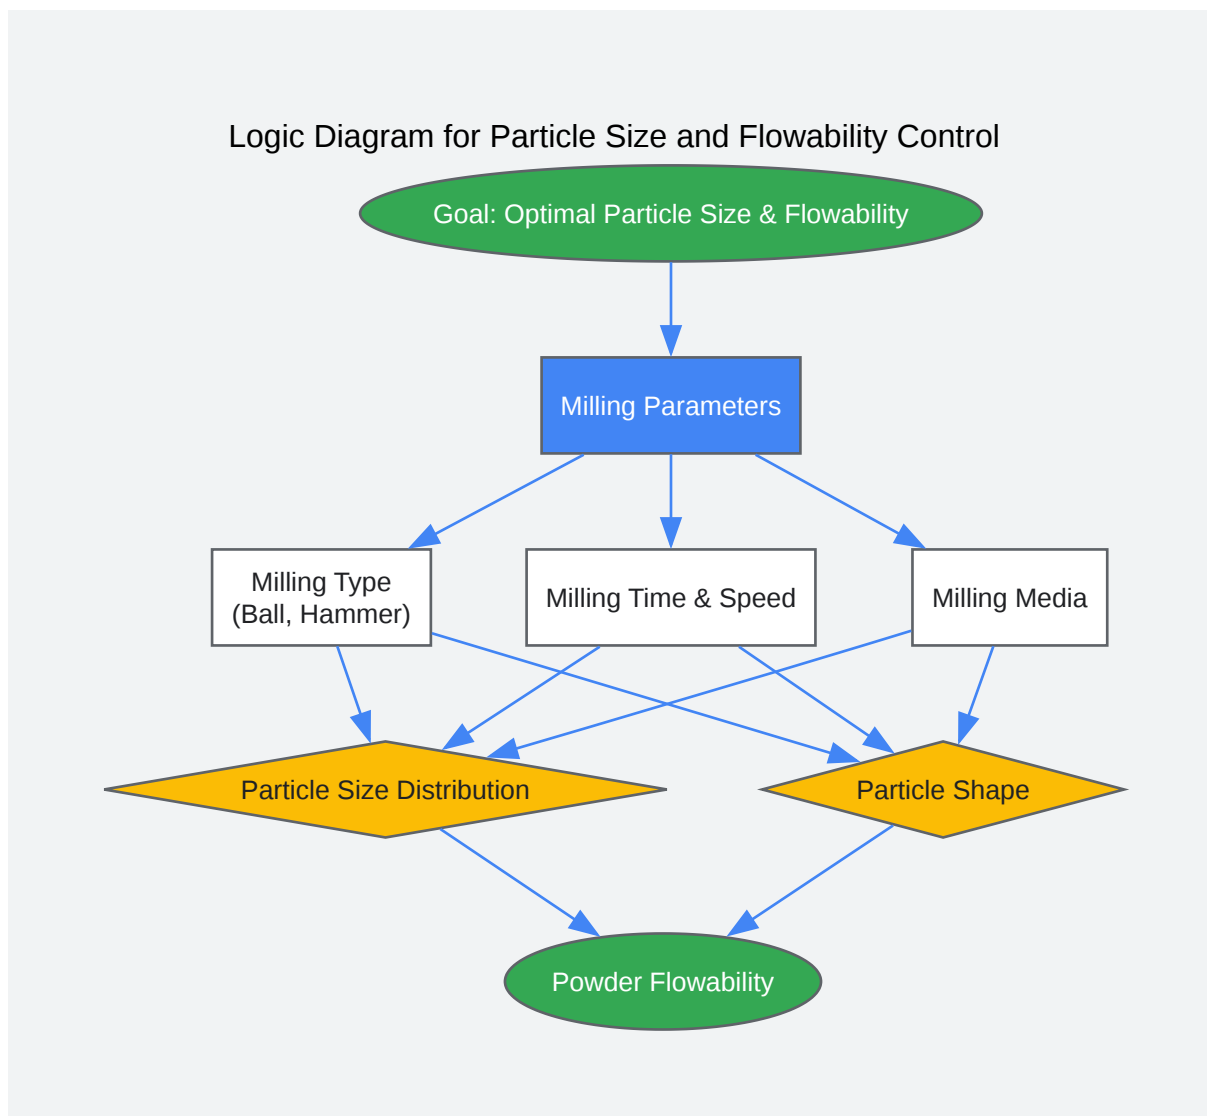 Logic Diagram for Particle Size and Flowability Control
Goal: Optimal Particle Size & Flowability
Milling Parameters
Milling Type
(Ball, Hammer)
Milling Time & Speed
Milling Media
Particle Size Distribution
Particle Shape
Powder Flowability